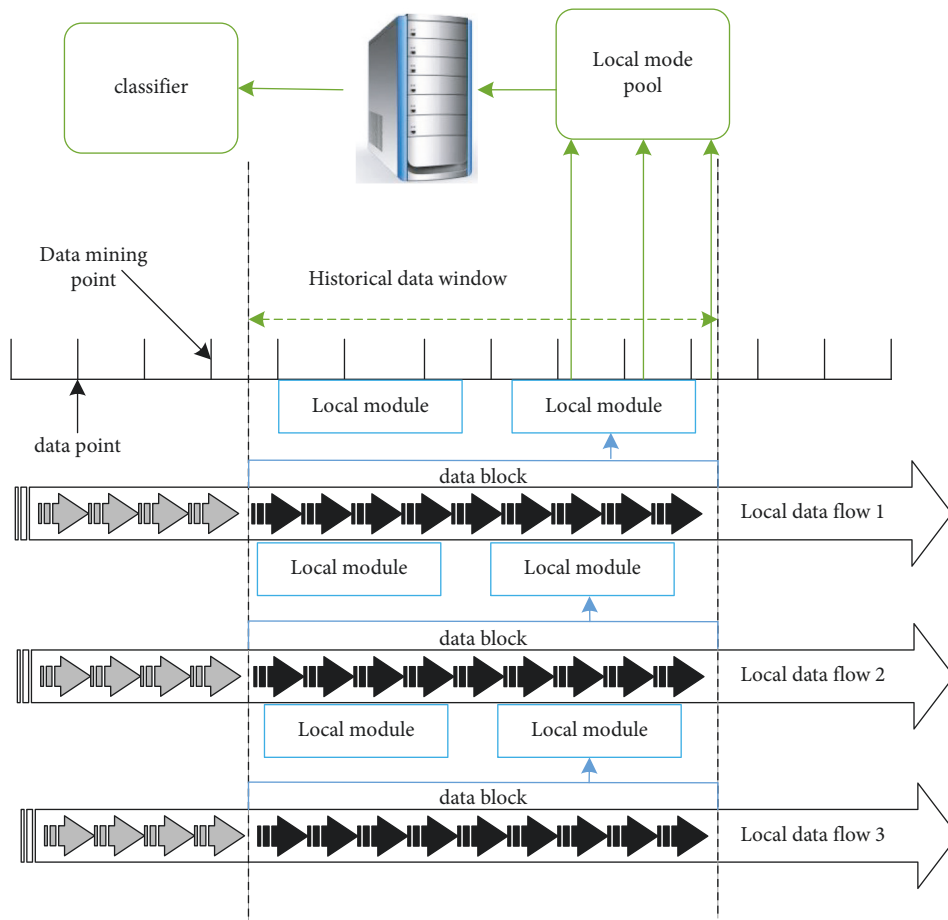 classifier
Local mode
pool
Data mining
point
Historical data window
data point
Local module
Local module
data block
Local data flow 1
Local module
Local module
data block
Local data flow 2
Local module
Local module
data block
Local data flow 3